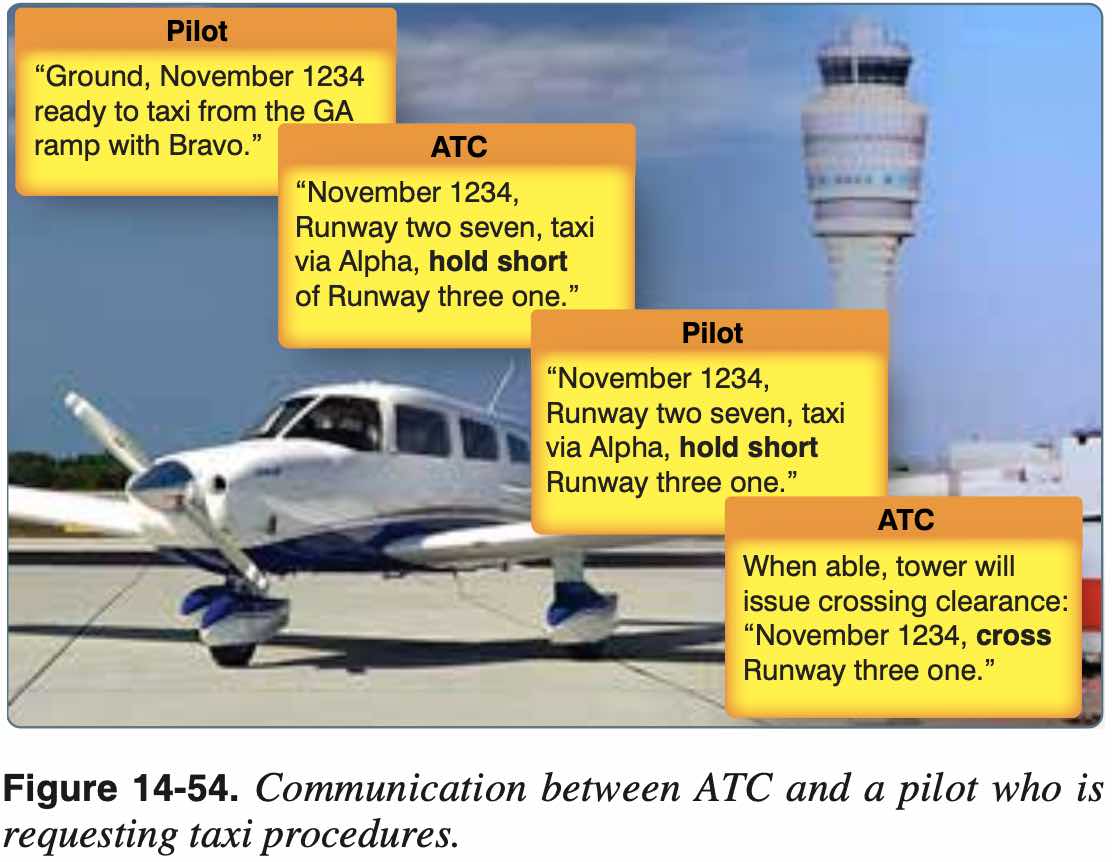 Pilot
“Ground, November 1234
ready to taxi from the GA
ramp with Bravo.”
ATC
“November 1234,
Runway two seven, taxi
via Alpha, hold short
of Runway three one.”
Pilot
“November 1234,
Runway two seven, taxi
via Alpha, hold short
Runway three one.”
ATC
When able, tower will
issue crossing clearance:
“November 1234, cross
Runway three one.”
Figure 14-54. Communication between ATC and a pilot who is
requesting taxi procedures.